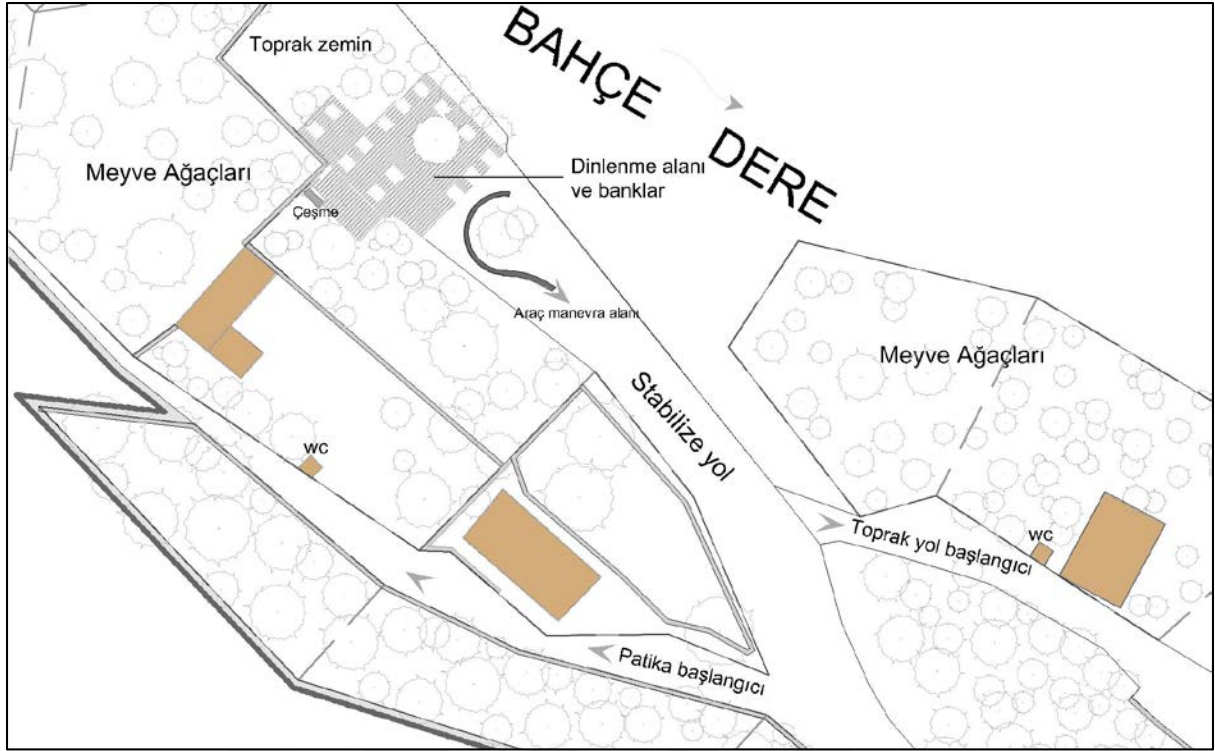 Toprak zemin
BAHÇE
DERE
Meyve Ağaçları
Dinlenme alanı
ve banklar
Çeşme
Araç manevra alanı
Meyve Ağaçları
Stabilize yol
wc
wc
Toprak yol başlangıcı
Patika başlangıcı